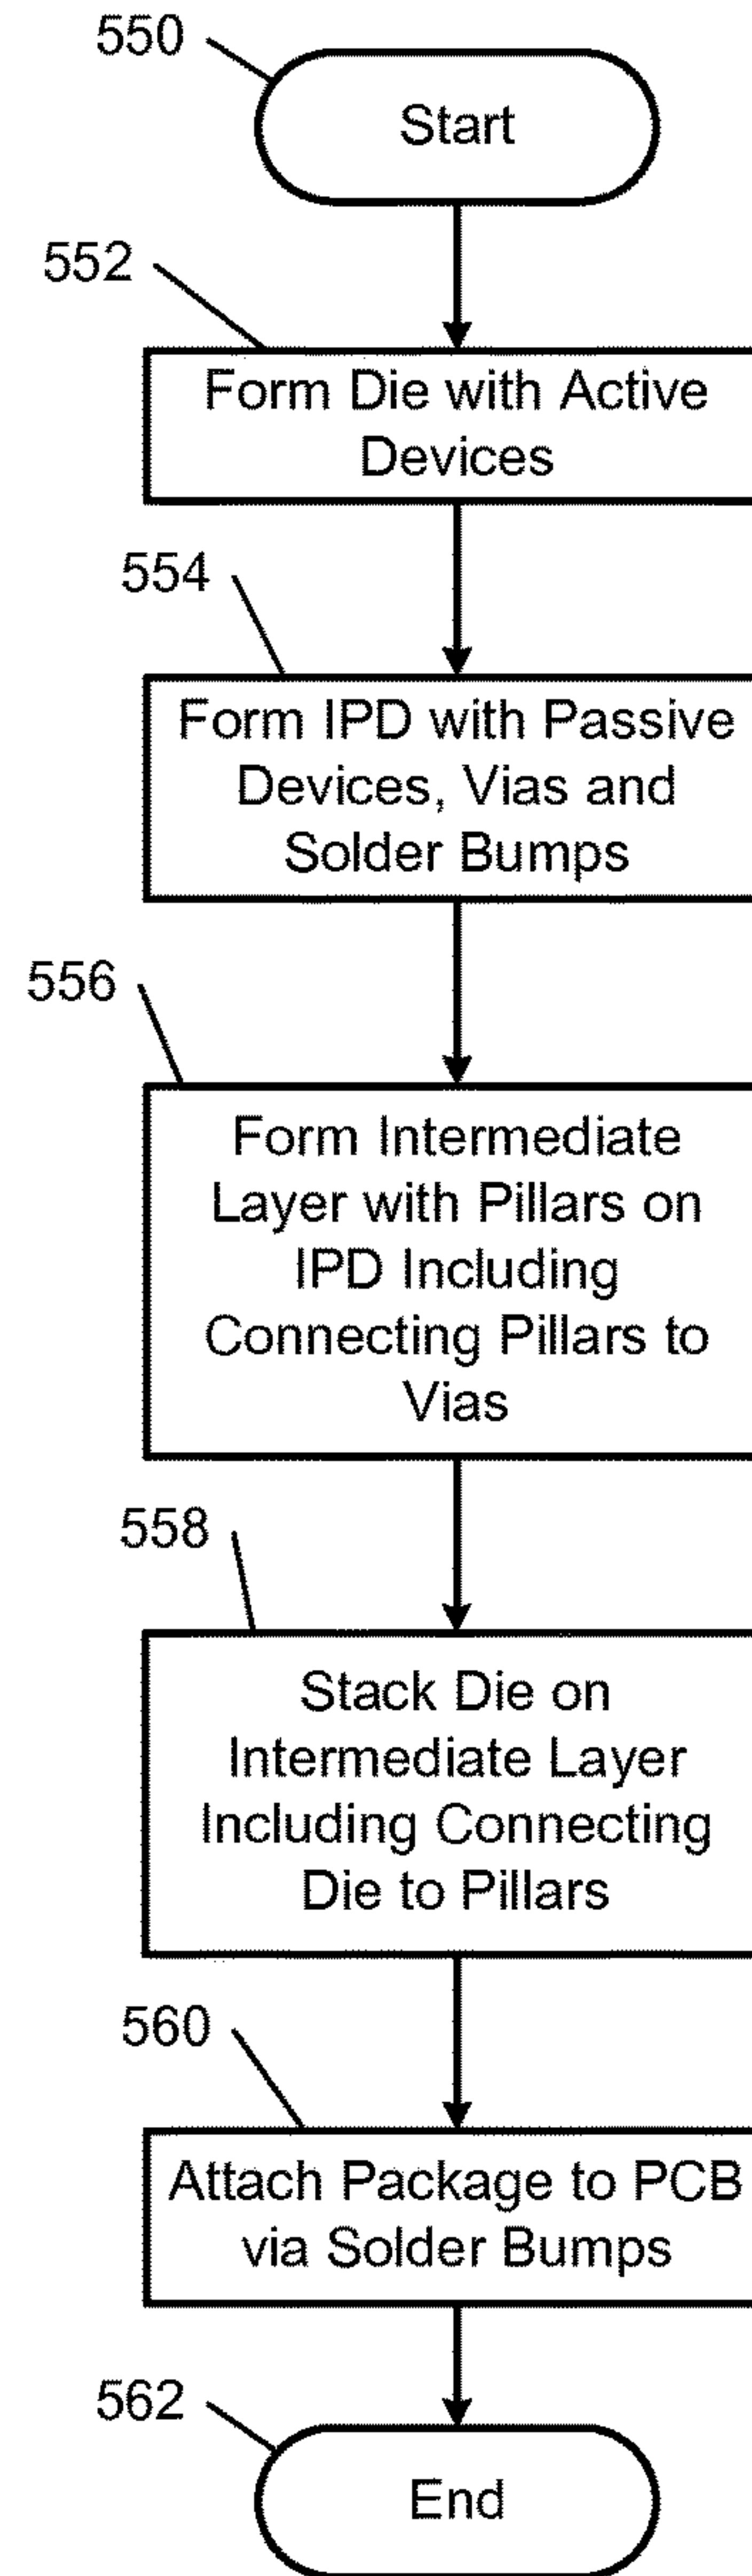 550
Start
552
Form Die with Active
Devices
554
Form IPD with Passive
Devices, Vias and
Solder Bumps
556
Form Intermediate
Layer with Pillars on
IPD Including
Connecting Pillars to
Vias
558
Stack Die on
Intermediate Layer
Including Connecting
Die to Pillars
560
Attach Package to PCB
via Solder Bumps
562
End